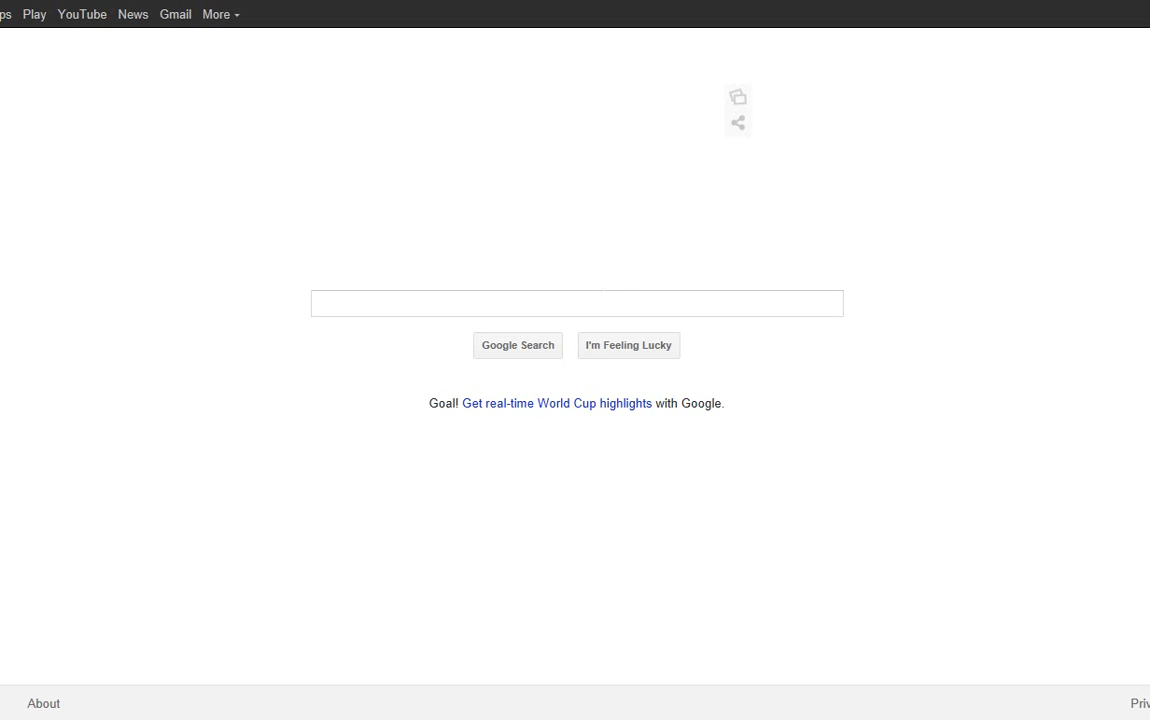 ps Play YouTube News Gmail More
Google Search I'm Feeling Lucky
Goal! Get real-time World Cup highlights with Google.
About Priv